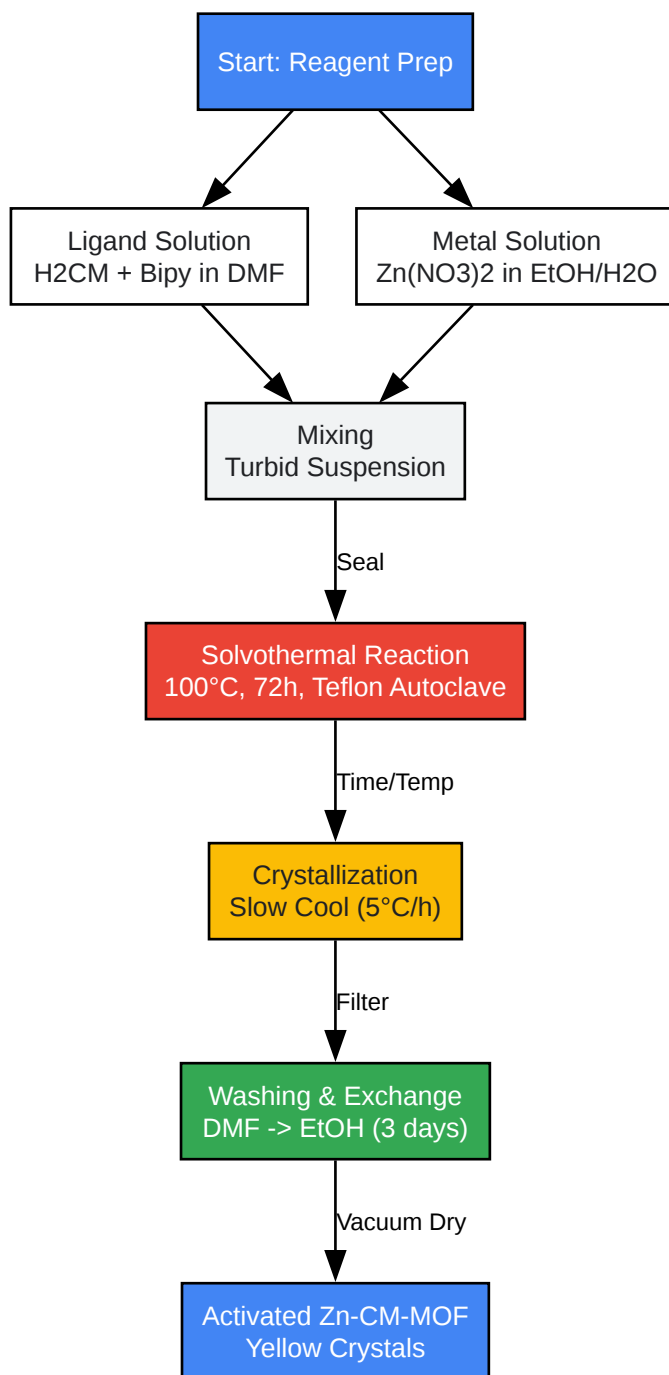 Start: Reagent Prep
Ligand Solution
H2CM + Bipy in DMF
Metal Solution
Zn(NO3)2 in EtOH/H2O
Mixing
Turbid Suspension
Seal
Solvothermal Reaction
100°C, 72h, Teflon Autoclave
Time/Temp
Crystallization
Slow Cool (5°C/h)
Filter
Washing & Exchange
DMF -> EtOH (3 days)
Vacuum Dry
Activated Zn-CM-MOF
Yellow Crystals